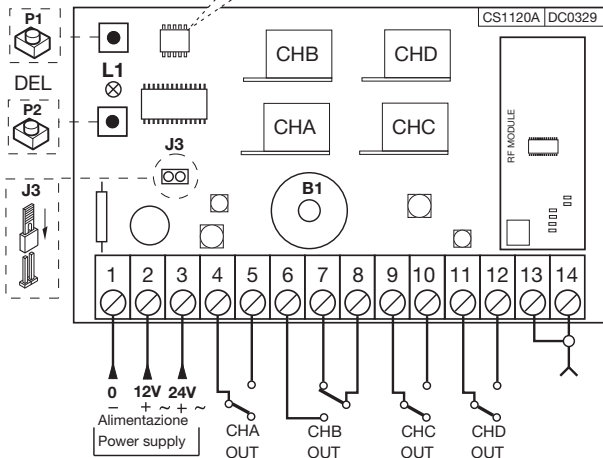 P1
CS1120A DC0329
CHB CHD
L1
DEL
P2
CHA CHC
RF MODULE
J3
J3
B1
1 2 3 4 5 6 7 8 9 10 11 12 13 14
0 12V 24V
− + ~ + ~
Alimentazione
Power supply
CHA CHB CHC CHD
OUT OUT OUT OUT